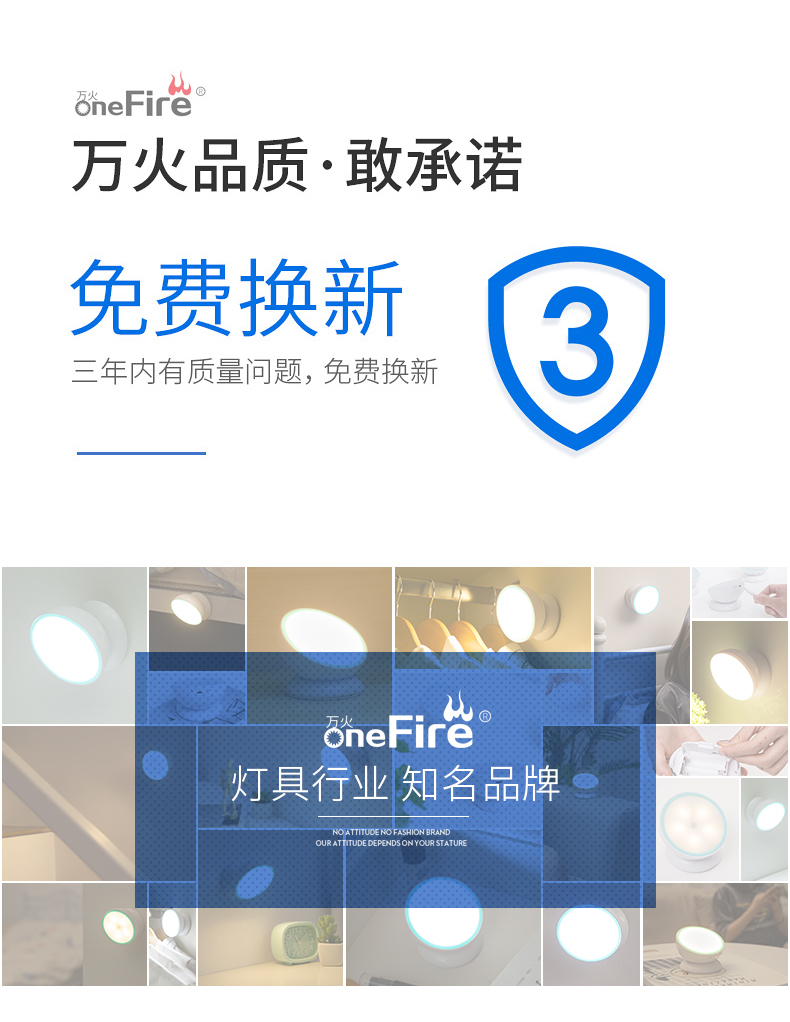 万火
oneFire®
万火品质·敢承诺
免费换新
三年内有质量问题，免费换新
3
万火
oneFire®
灯具行业 知名品牌
NO ATTITUDE NO FASHION BRAND
OUR ATTITUDE DEPENDS ON YOUR STATURE